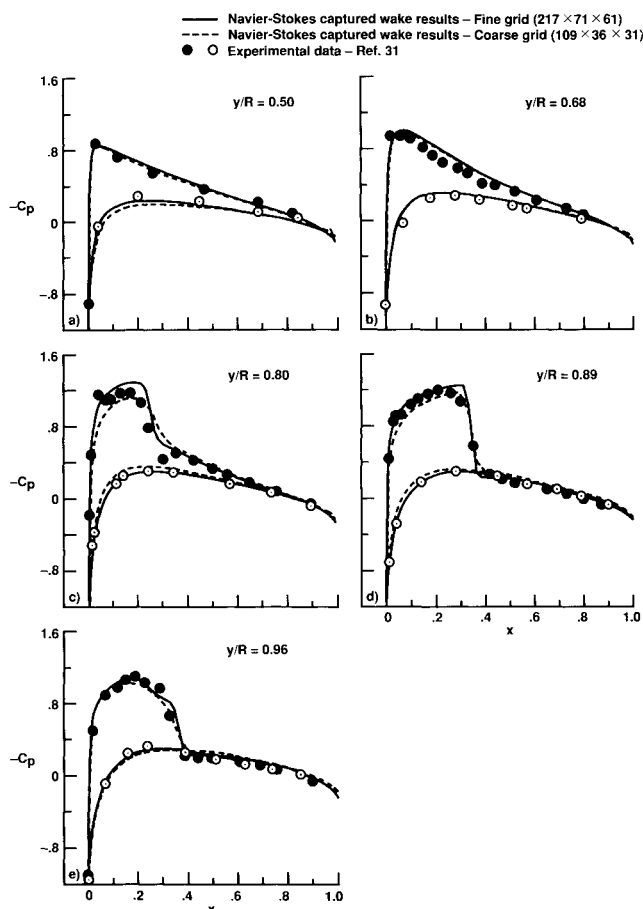 Navier-Stokes captured wake results – Fine grid (217 × 71 × 61)
Navier-Stokes captured wake results – Coarse grid (109 × 36 × 31)
Experimental data – Ref. 31
1.6
y/R = 0.50
y/R = 0.68
.8
–Cp
0
–.8
a)
b)
1.6
y/R = 0.80
y/R = 0.89
.8
–Cp
0
–.8
c)
d)
0 .2 .4 .6 .8 1.0
x
1.6
y/R = 0.96
.8
–Cp
0
–.8
e)
0 .2 .4 .6 .8 1.0
x